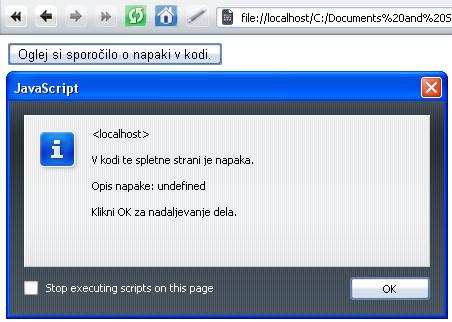 file://localhost/C:/Documents%20and%20S
Oglej si sporočilo o napaki v kodi.
JavaScript
<localhost>
V kodi te spletne strani je napaka.
Opis napake: undefined
Klikni OK za nadaljevanje dela.
Stop executing scripts on this page
OK